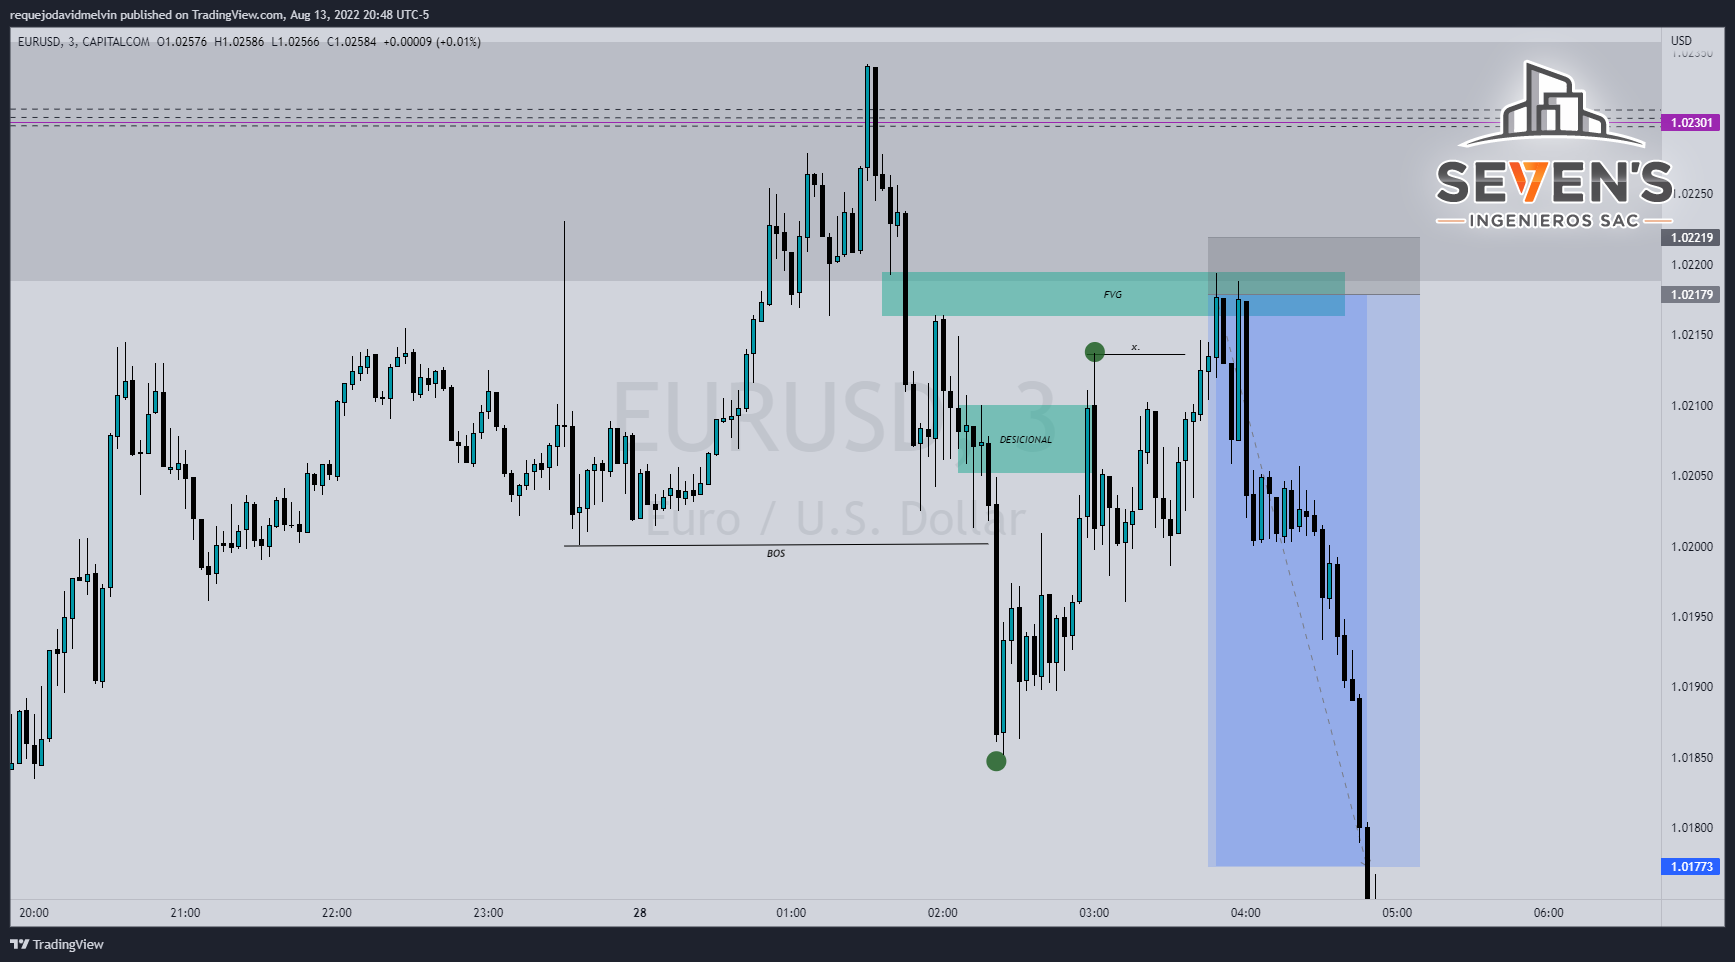 requejodavidmelvin published on TradingView.com, Aug 13, 2022 20:48 UTC-5
EURUSD, 3, CAPITALCOM O1.02576 H1.02586 L1.02566 C1.02584 +0.00009 (+0.01%)
USD
1.02350
1.02301
SEVEN'S
INGENIEROS SAC
1.02250
1.02219
1.02200
1.02179
FVG
1.02150
x.
EURUSD, 3
1.02100
DESICIONAL
1.02050
Euro / U.S. Dollar
BOS
1.02000
1.01950
1.01900
1.01850
1.01800
1.01773
20:00 21:00 22:00 23:00 28 01:00 02:00 03:00 04:00 05:00 06:00
TradingView